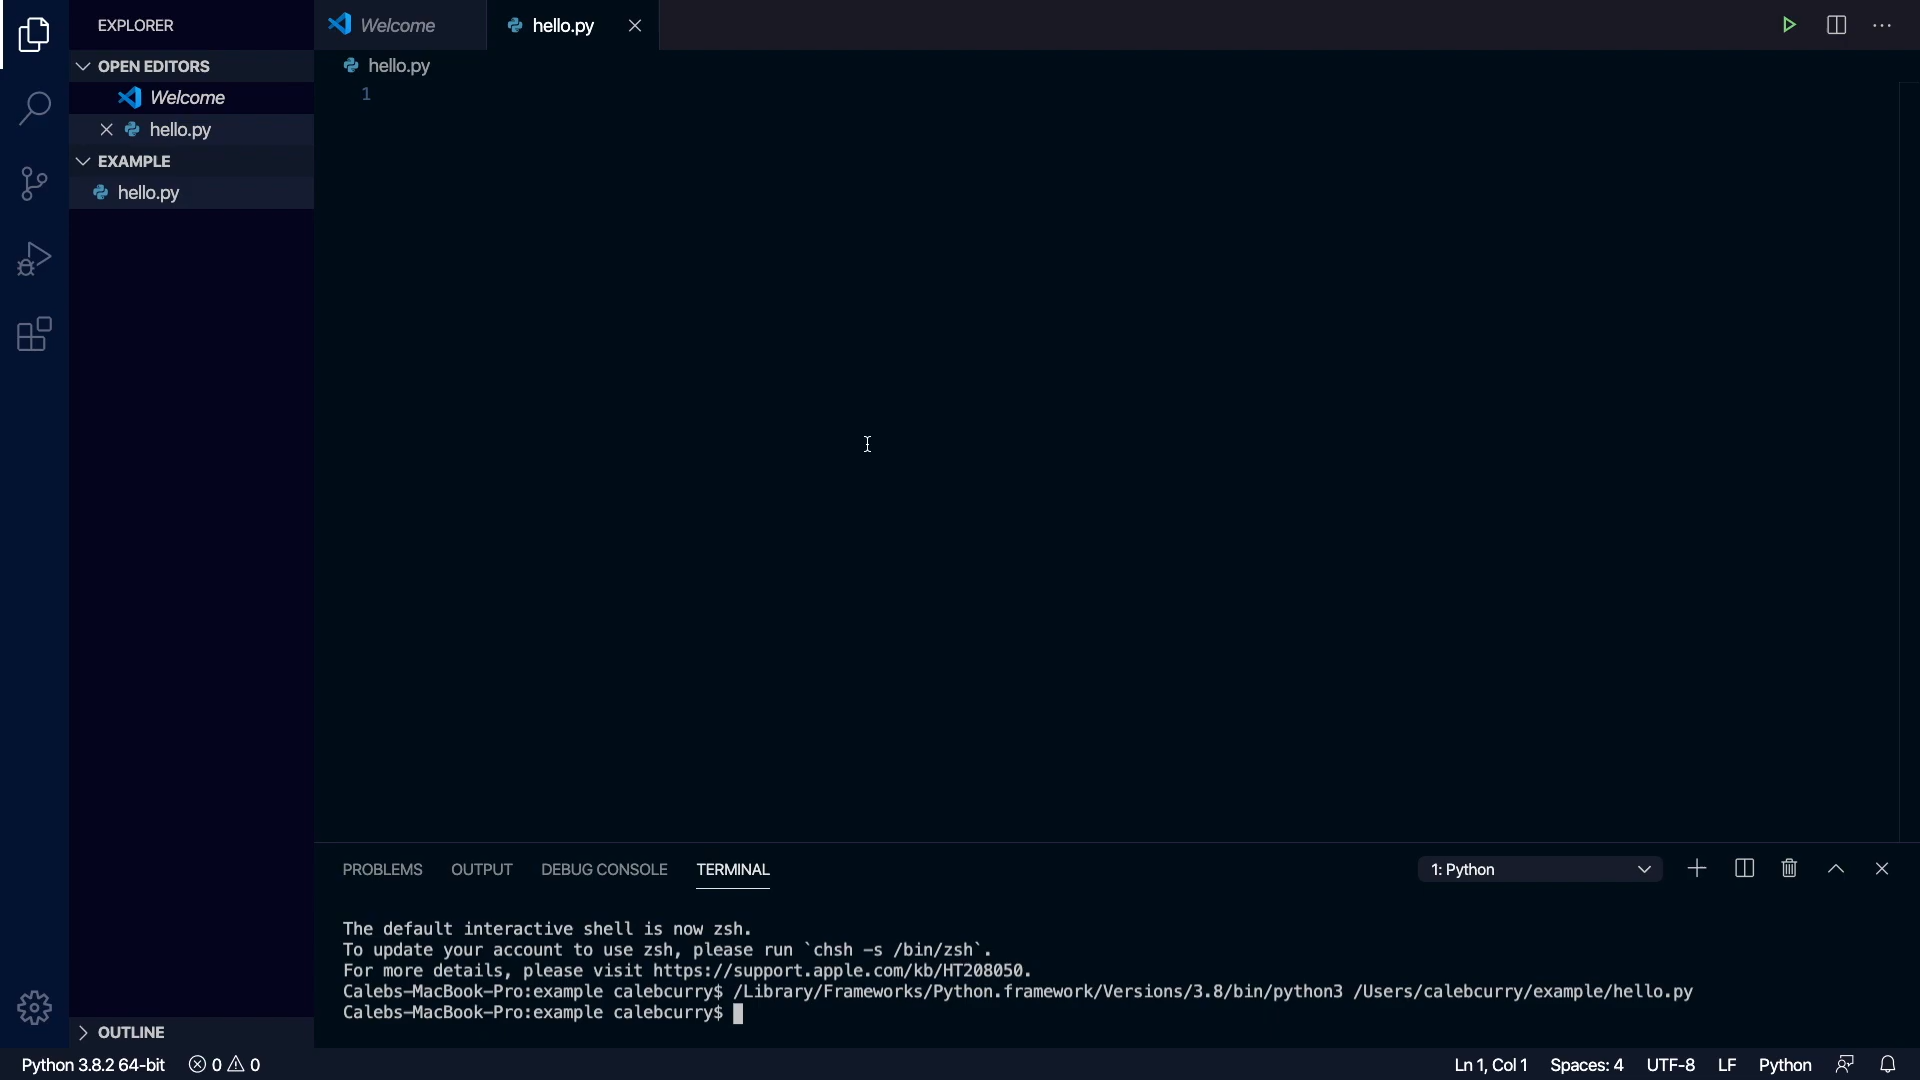 EXPLORER
OPEN EDITORS
Welcome
hello.py
EXAMPLE
hello.py
OUTLINE
Welcome
hello.py
hello.py
1
PROBLEMS OUTPUT DEBUG CONSOLE TERMINAL
1: Python
The default interactive shell is now zsh.
To update your account to use zsh, please run `chsh -s /bin/zsh`.
For more details, please visit https://support.apple.com/kb/HT208050.
Calebs-MacBook-Pro:example calebcurry$ /Library/Frameworks/Python.framework/Versions/3.8/bin/python3 /Users/calebcurry/example/hello.py
Calebs-MacBook-Pro:example calebcurry$
Python 3.8.2 64-bit 0 0 Ln 1, Col 1 Spaces: 4 UTF-8 LF Python